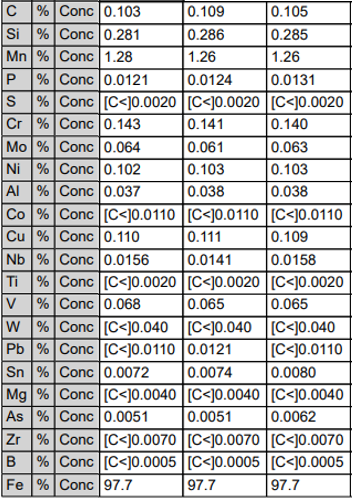 C % Conc 0.103 0.109 0.105
Si % Conc 0.281 0.286 0.285
Mn % Conc 1.28 1.26 1.26
P % Conc 0.0121 0.0124 0.0131
S % Conc [C<]0.0020 [C<]0.0020 [C<]0.0020
Cr % Conc 0.143 0.141 0.140
Mo % Conc 0.064 0.061 0.063
Ni % Conc 0.102 0.103 0.103
Al % Conc 0.037 0.038 0.038
Co % Conc [C<]0.0110 [C<]0.0110 [C<]0.0110
Cu % Conc 0.110 0.111 0.109
Nb % Conc 0.0156 0.0141 0.0158
Ti % Conc [C<]0.0020 [C<]0.0020 [C<]0.0020
V % Conc 0.068 0.065 0.065
W % Conc [C<]0.040 [C<]0.040 [C<]0.040
Pb % Conc [C<]0.0110 0.0121 [C<]0.0110
Sn % Conc 0.0072 0.0074 0.0080
Mg % Conc [C<]0.0040 [C<]0.0040 [C<]0.0040
As % Conc 0.0051 0.0051 0.0062
Zr % Conc [C<]0.0070 [C<]0.0070 [C<]0.0070
B % Conc [C<]0.0005 [C<]0.0005 [C<]0.0005
Fe % Conc 97.7 97.7 97.7